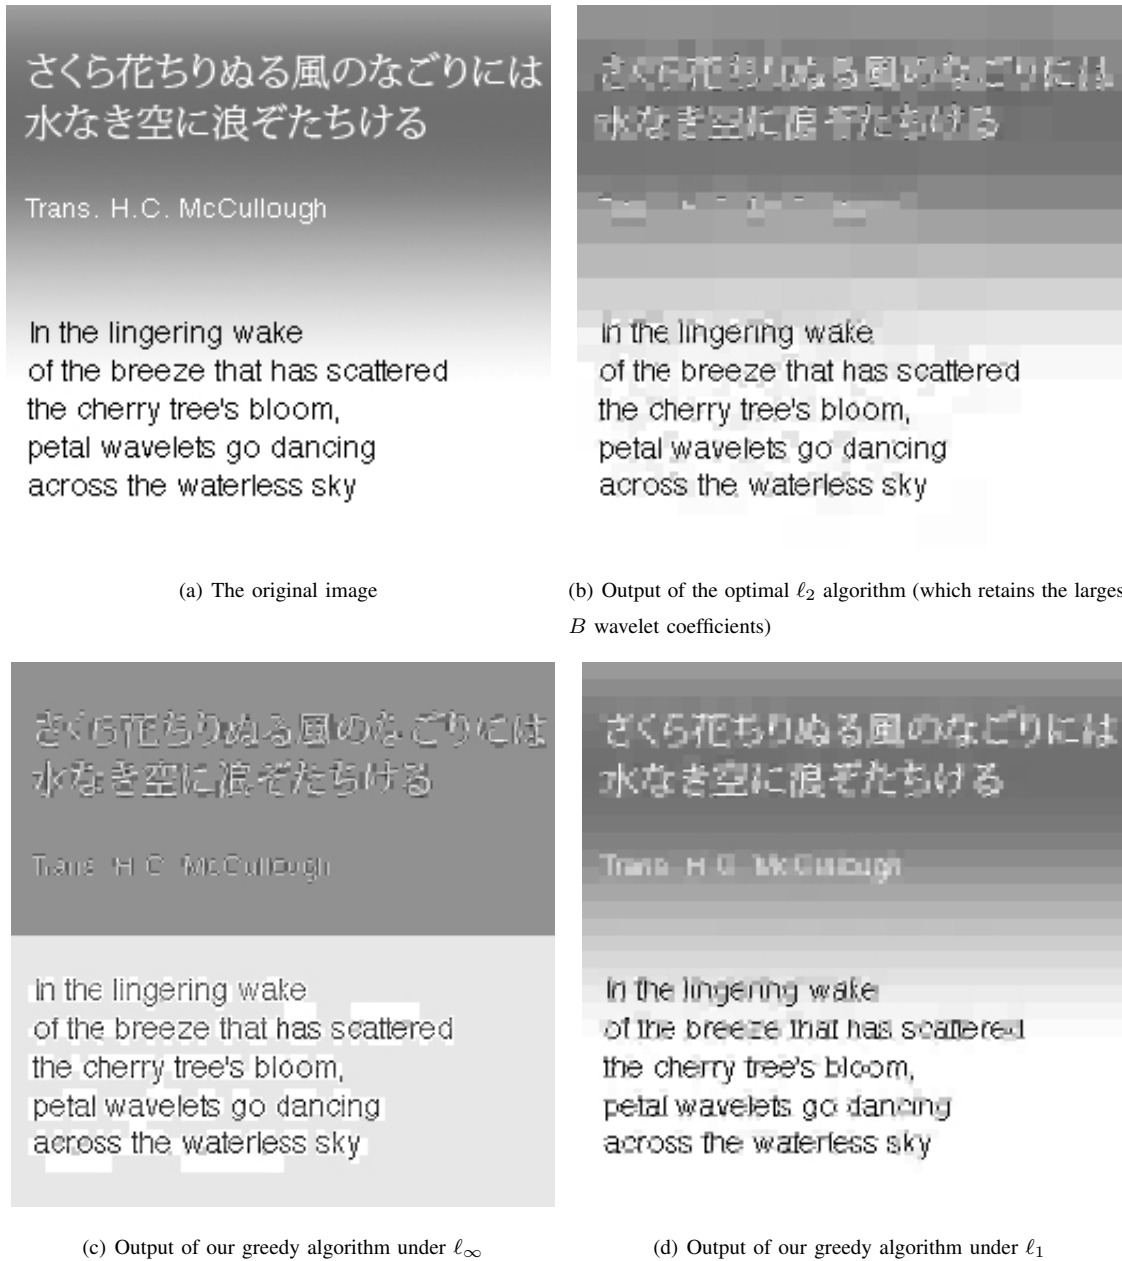 さくら花ちりぬる風のなごりには
水なき空に浪ぞたちける
Trans. H.C. McCullough
In the lingering wake
of the breeze that has scattered
the cherry tree's bloom,
petal wavelets go dancing
across the waterless sky
(a) The original image
さくら花ちりぬる風のなごりには
水なき空に浪ぞたちける
In the lingering wake
of the breeze that has scattered
the cherry tree's bloom,
petal wavelets go dancing
across the waterless sky
(b) Output of the optimal ℓ₂ algorithm (which retains the larges
B wavelet coefficients)
さくら花ちりぬる風のなごりには
水なき空に浪ぞたちける
Trans H C McCullough
In the lingering wake
of the breeze that has scattered
the cherry tree's bloom,
petal wavelets go dancing
across the waterless sky
(c) Output of our greedy algorithm under ℓ∞
さくら花ちりぬる風のなごりには
水なき空に浪ぞたちける
Trans H C McCullough
In the lingering wake
of the breeze that has scattered
the cherry tree's bloom,
petal wavelets go dancing
across the waterless sky
(d) Output of our greedy algorithm under ℓ₁